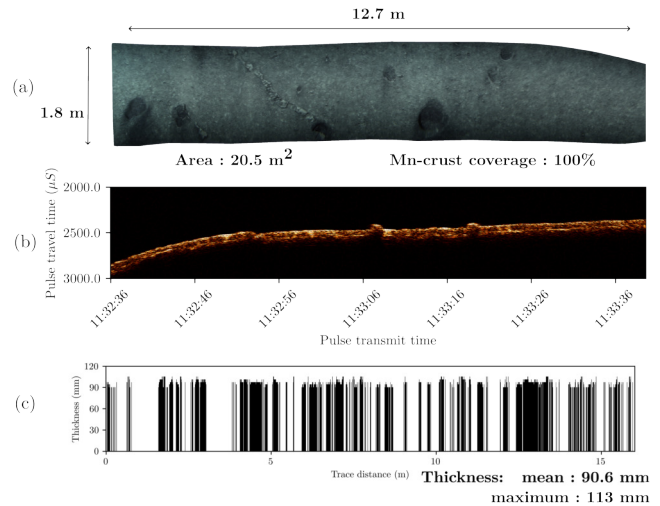 12.7 m
(a)
1.8 m
Area : 20.5 m²
Mn-crust coverage : 100%
Pulse travel time (μS)
2000.0
2500.0
3000.0
(b)
11:32:36
11:32:46
11:32:56
11:33:06
11:33:16
11:33:26
11:33:36
Pulse transmit time
(c)
Thickness (mm)
120
90
60
30
0
0
5
10
15
Trace distance (m)
Thickness: mean : 90.6 mm
maximum : 113 mm